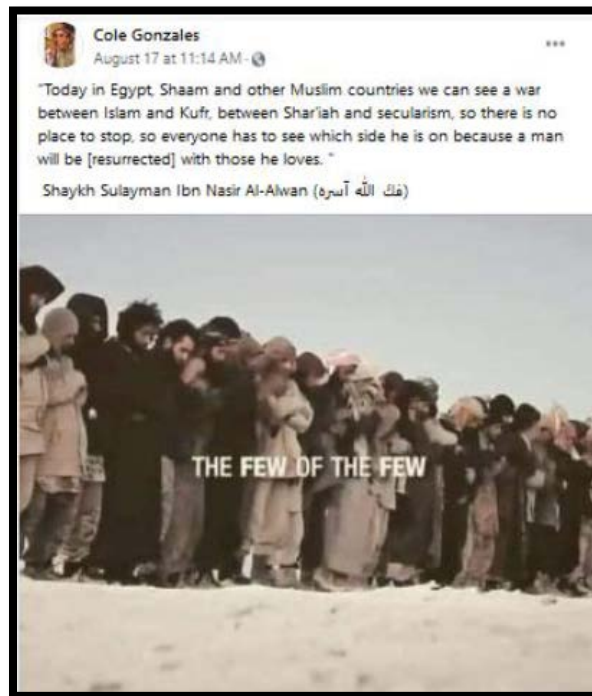 Cole Gonzales
August 17 at 11:14 AM ·
"Today in Egypt, Shaam and other Muslim countries we can see a war
between Islam and Kufr, between Shar'iah and secularism, so there is no
place to stop, so everyone has to see which side he is on because a man
will be [resurrected] with those he loves. "
Shaykh Sulayman Ibn Nasir Al-Alwan (فك الله آسره)
THE FEW OF THE FEW